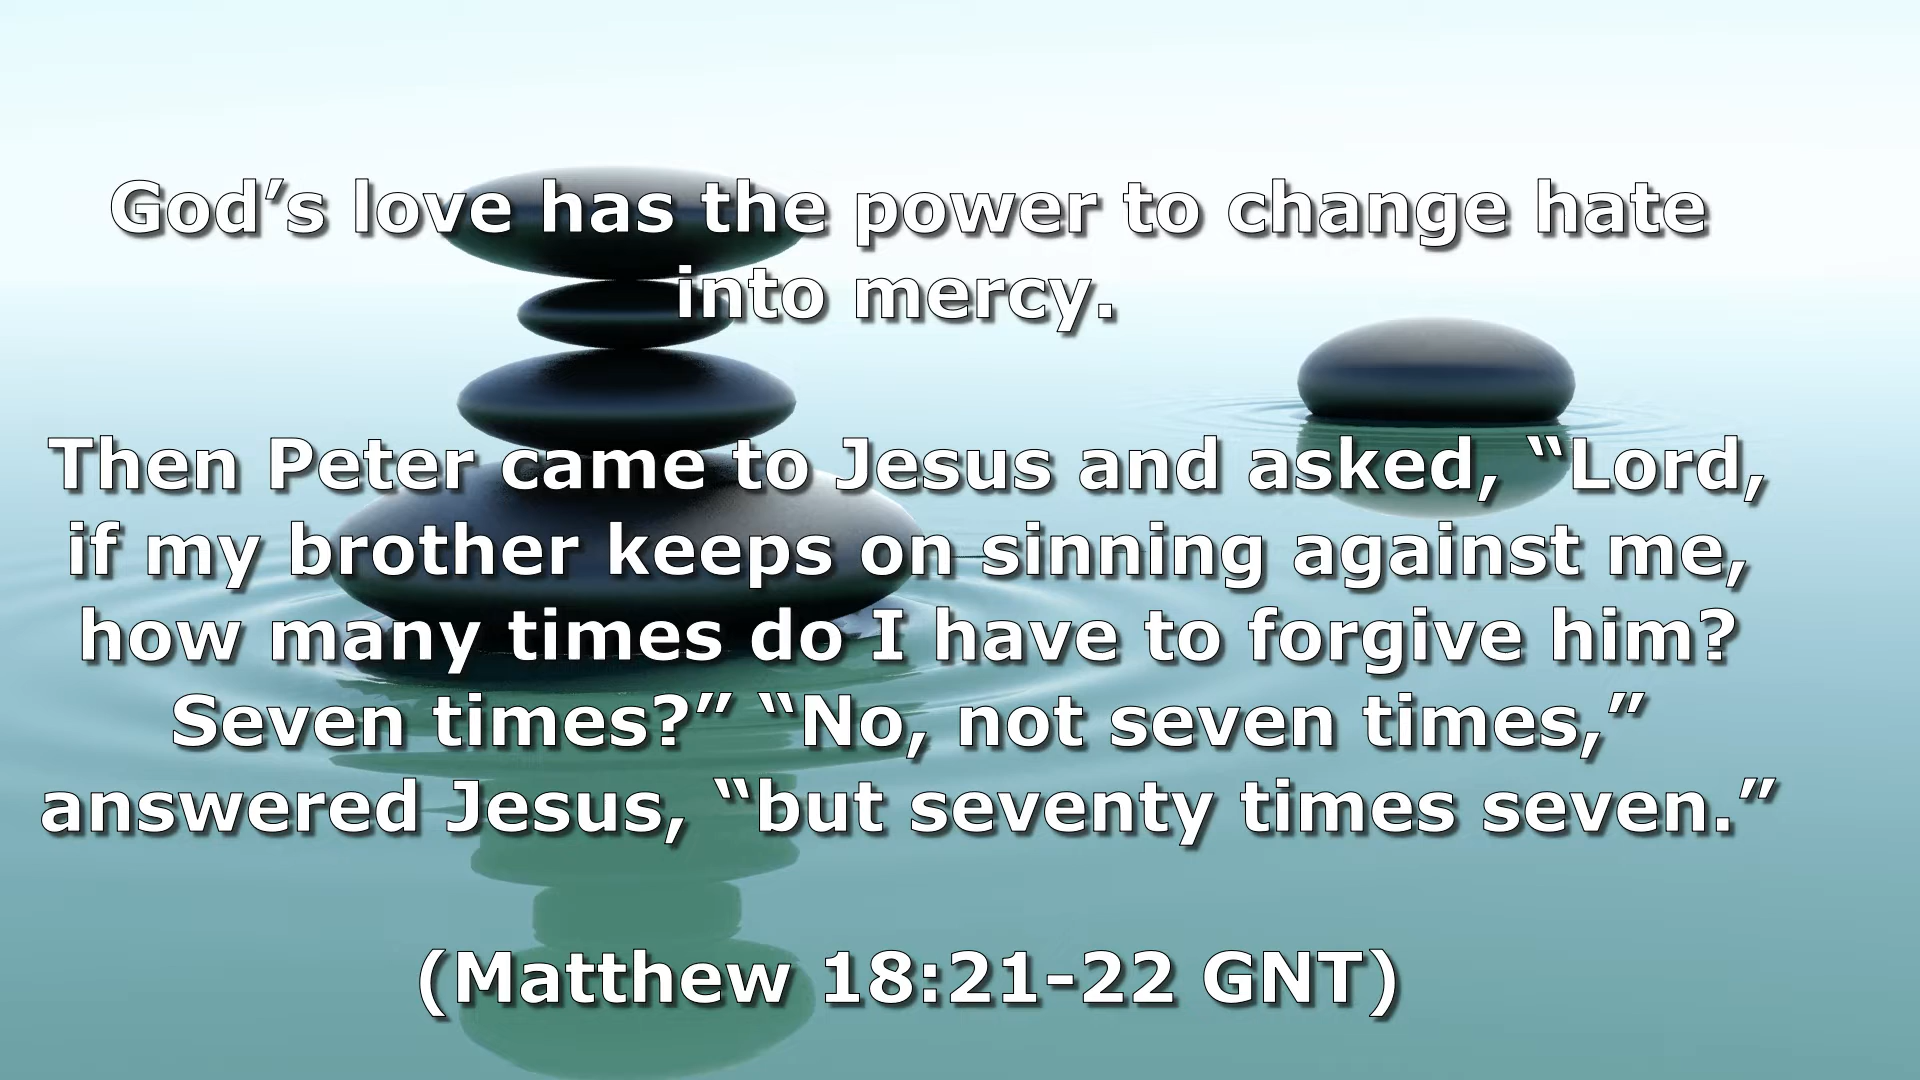 God’s love has the power to change hate
into mercy.
Then Peter came to Jesus and asked, “Lord,
if my brother keeps on sinning against me,
how many times do I have to forgive him?
Seven times?” “No, not seven times,”
answered Jesus, “but seventy times seven.”
(Matthew 18:21-22 GNT)